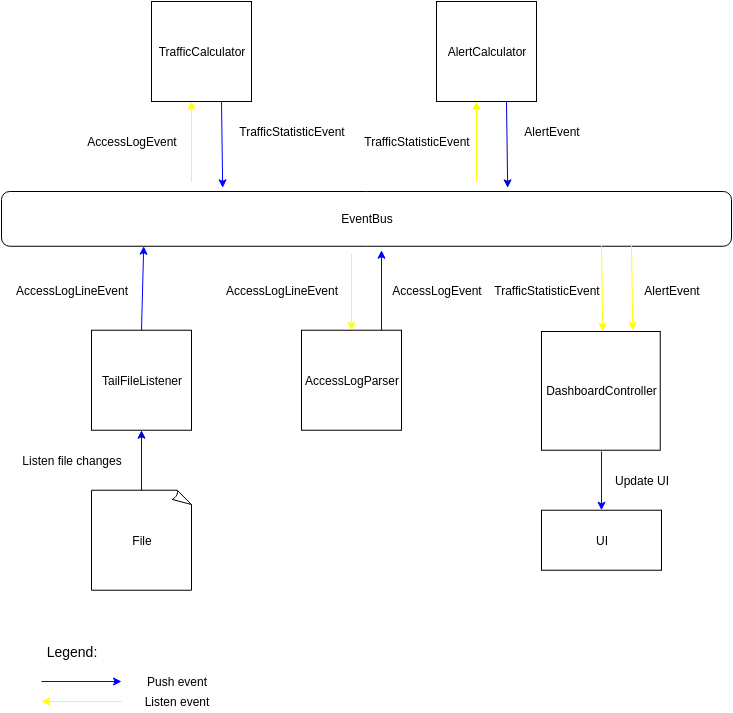 TrafficCalculator
AlertCalculator
AccessLogEvent
TrafficStatisticEvent
TrafficStatisticEvent
AlertEvent
EventBus
AccessLogLineEvent
AccessLogLineEvent
AccessLogEvent
TrafficStatisticEvent
AlertEvent
TailFileListener
AccessLogParser
DashboardController
Listen file changes
Update UI
File
UI
Legend:
Push event
Listen event